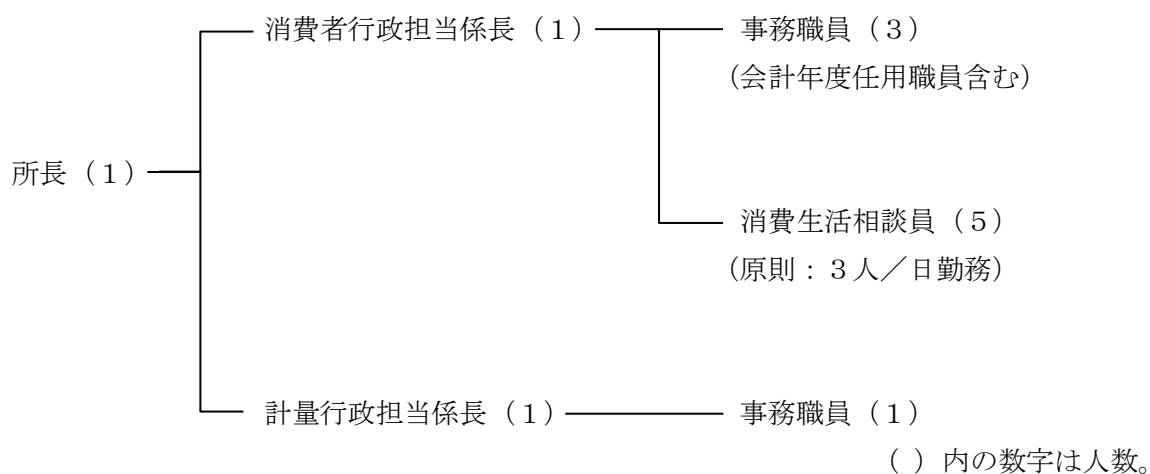 消費者行政担当係長（１） 事務職員（３）
（会計年度任用職員含む）
所長（１）
消費生活相談員（５）
（原則：３人／日勤務）
計量行政担当係長（１） 事務職員（１）
（ ）内の数字は人数。